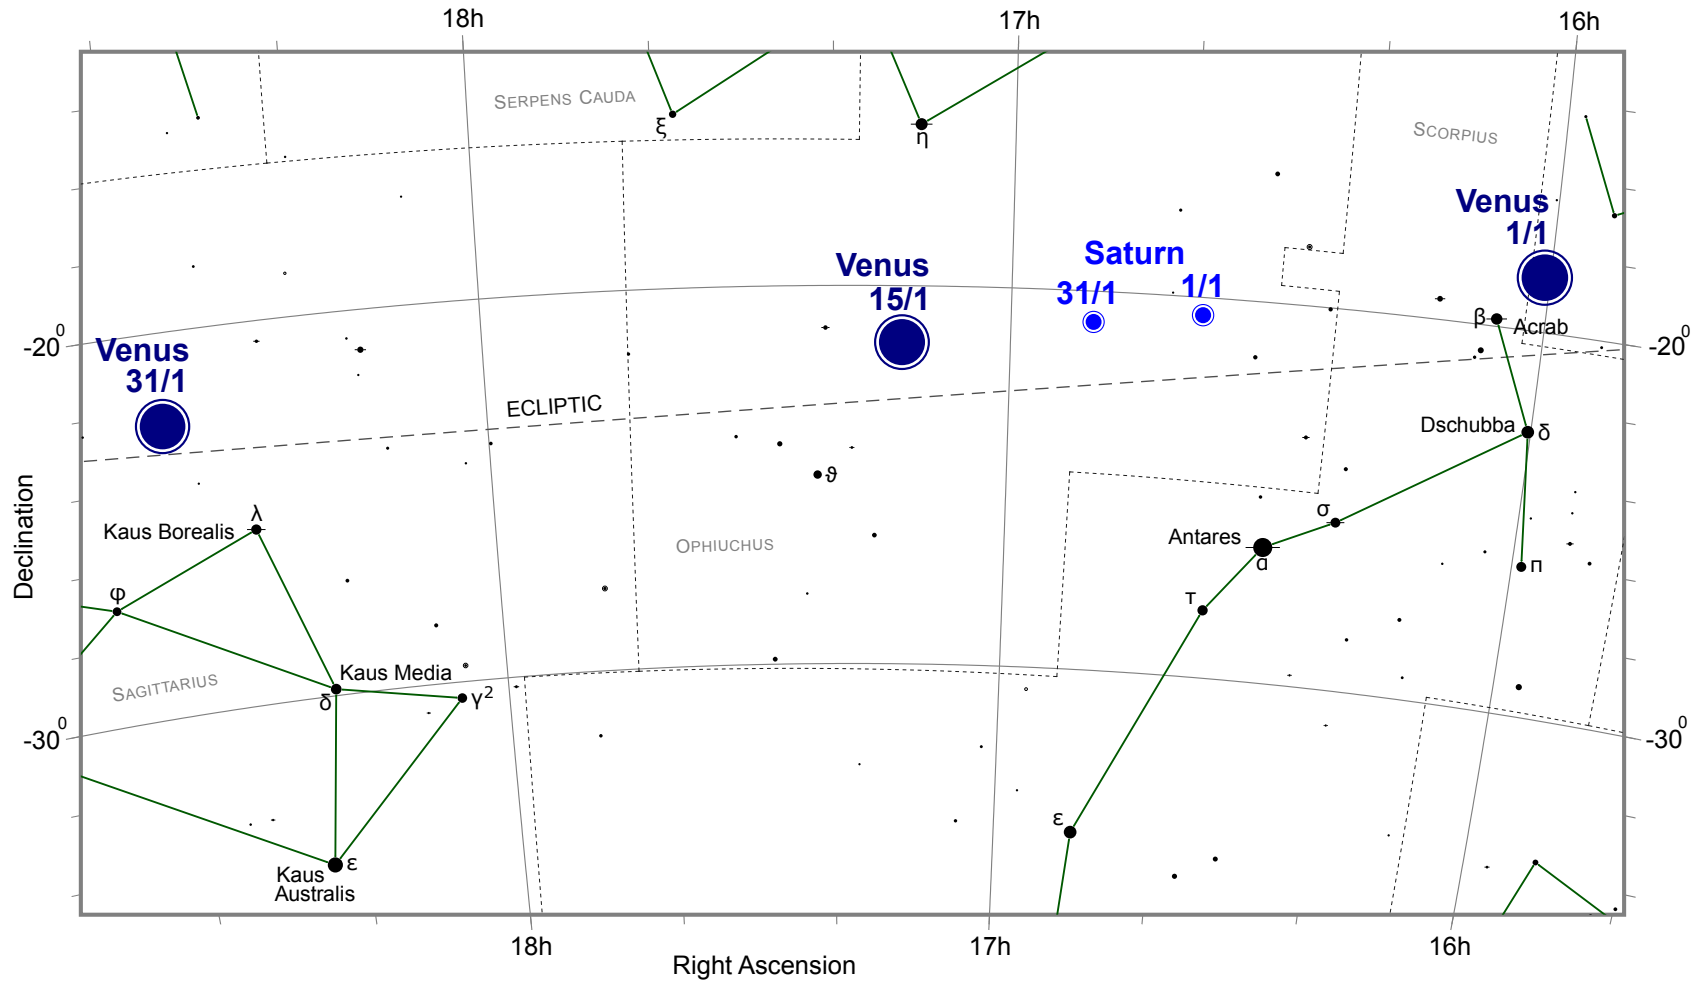 18h
17h
16h
SERPENS CAUDA
ξ
η
SCORPIUS
Venus
1/1
Venus
15/1
Saturn
31/1
1/1
β
Acrab
-20⁰
-20⁰
Venus
31/1
ECLIPTIC
Dschubba
δ
ϑ
σ
Antares
α
π
τ
λ
Kaus Borealis
φ
OPHIUCHUS
Declination
Kaus Media
δ
γ²
SAGITTARIUS
-30⁰
-30⁰
ε
ε
Kaus
Australis
18h
17h
16h
Right Ascension